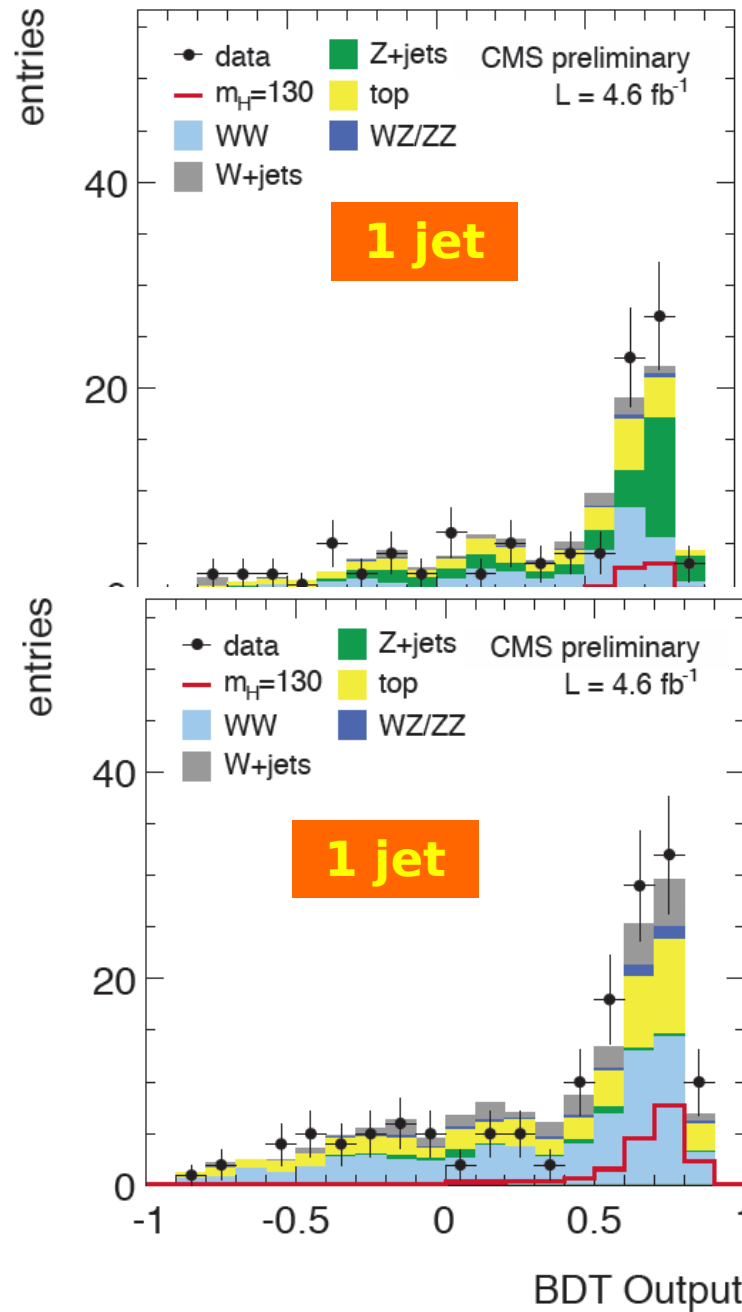 entries
data
Z+jets
CMS preliminary
m_H=130
top
L = 4.6 fb⁻¹
WW
WZ/ZZ
W+jets
40
1 jet
20
entries
data
Z+jets
CMS preliminary
m_H=130
top
L = 4.6 fb⁻¹
WW
WZ/ZZ
W+jets
40
1 jet
20
0
-1 -0.5 0 0.5
BDT Output